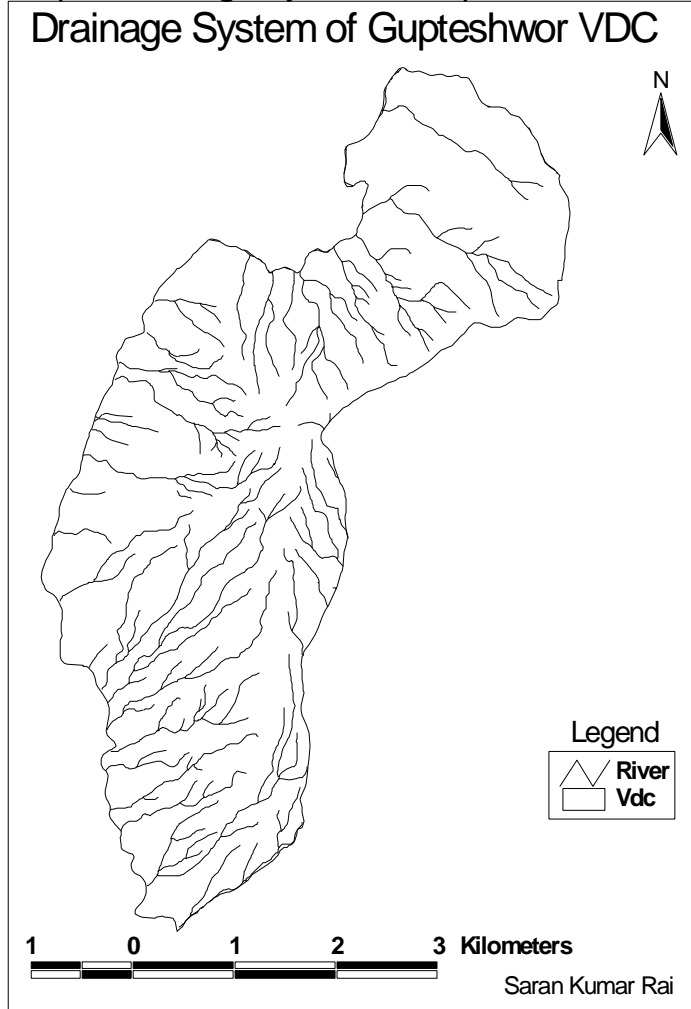 Drainage System of Gupteshwor VDC
N
Legend
River
Vdc
1 0 1 2 3 Kilometers
Saran Kumar Rai